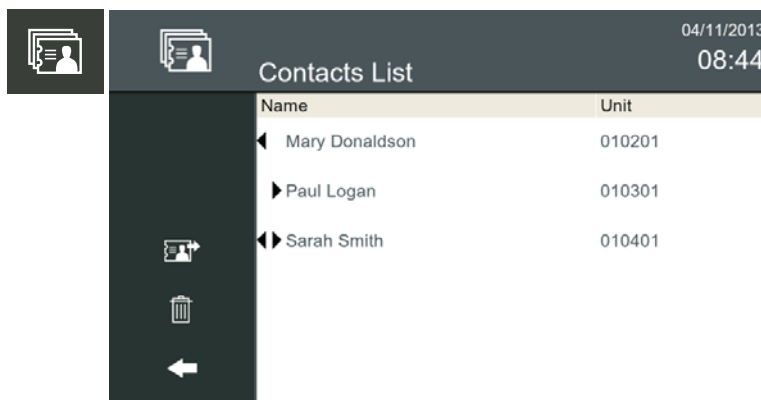 04/11/2013
08:44
Contacts List
Name Unit
Mary Donaldson 010201
Paul Logan 010301
Sarah Smith 010401